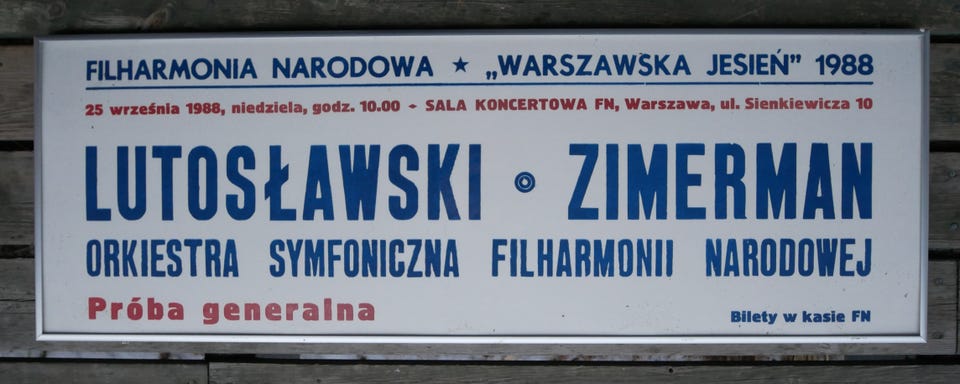 FILHARMONIA NARODOWA ★ „WARSZAWSKA JESIEŃ” 1988
25 września 1988, niedziela, godz. 10.00 - SALA KONCERTOWA FN, Warszawa, ul. Sienkiewicza 10
LUTOSŁAWSKI • ZIMERMAN
ORKIESTRA SYMFONICZNA FILHARMONII NARODOWEJ
Próba generalna
Bilety w kasie FN